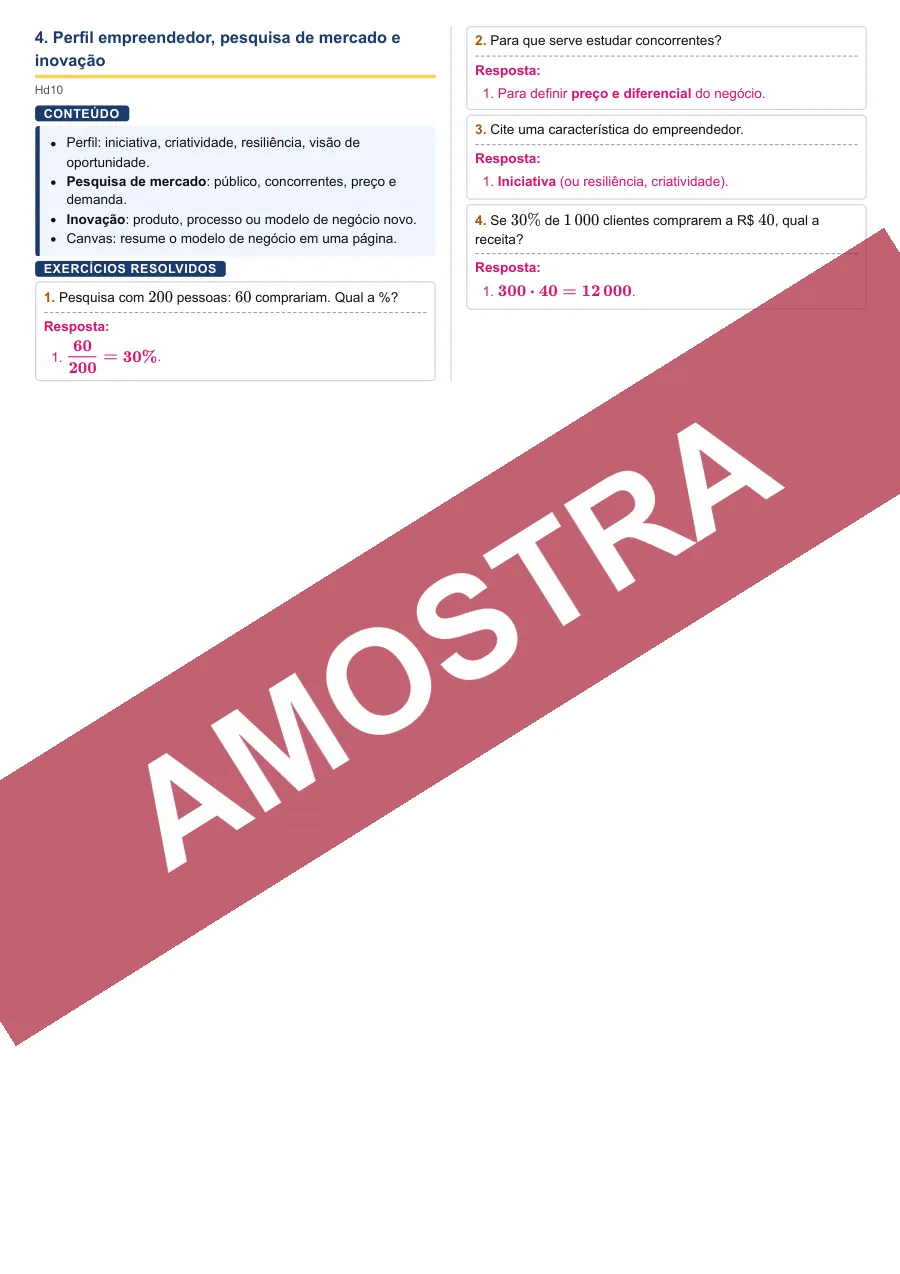 4. Perfil empreendedor, pesquisa de mercado e
inovação
Hd10
CONTEÚDO
• Perfil: iniciativa, criatividade, resiliência, visão de
oportunidade.
• Pesquisa de mercado: público, concorrentes, preço e
demanda.
• Inovação: produto, processo ou modelo de negócio novo.
• Canvas: resume o modelo de negócio em uma página.
EXERCÍCIOS RESOLVIDOS
1. Pesquisa com 200 pessoas: 60 comprariam. Qual a %?
Resposta:
1. 60/200 = 30%.
2. Para que serve estudar concorrentes?
Resposta:
1. Para definir preço e diferencial do negócio.
3. Cite uma característica do empreendedor.
Resposta:
1. Iniciativa (ou resiliência, criatividade).
4. Se 30% de 1 000 clientes comprarem a R$ 40, qual a
receita?
Resposta:
1. 300 · 40 = 12 000.
AMOSTRA